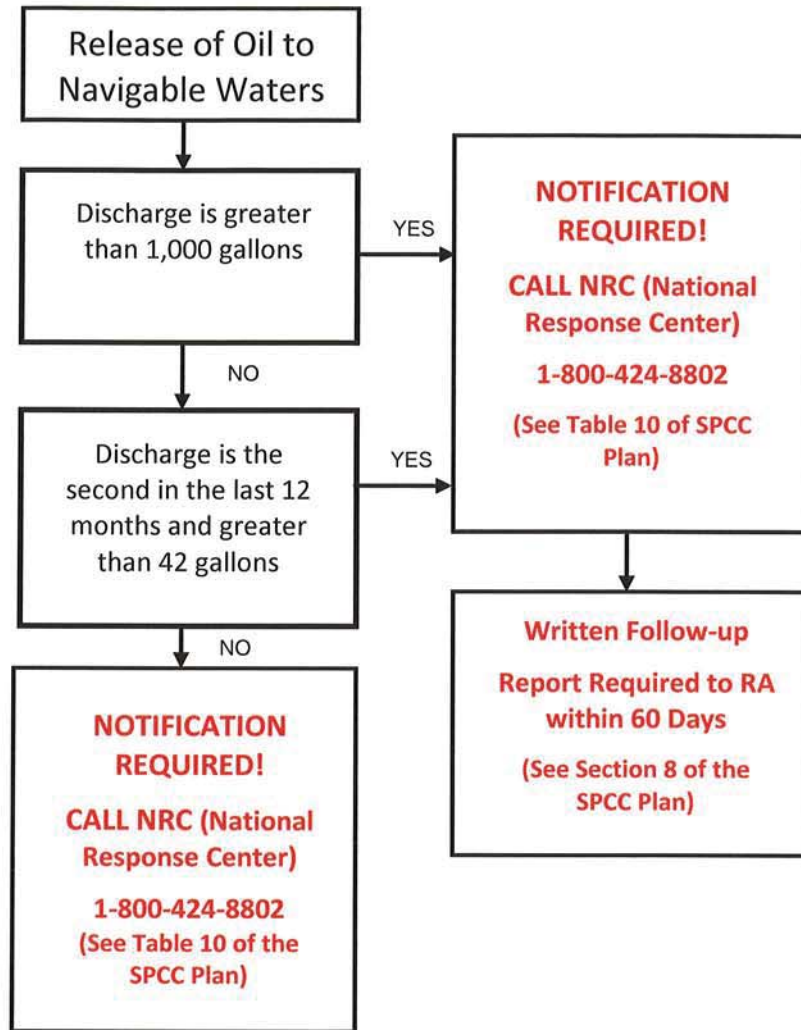 Release of Oil to
Navigable Waters
Discharge is greater
than 1,000 gallons
YES
NO
Discharge is the
second in the last 12
months and greater
than 42 gallons
YES
NO
NOTIFICATION
REQUIRED!
CALL NRC (National
Response Center)
1-800-424-8802
(See Table 10 of the
SPCC Plan)
NOTIFICATION
REQUIRED!
CALL NRC (National
Response Center)
1-800-424-8802
(See Table 10 of SPCC
Plan)
Written Follow-up
Report Required to RA
within 60 Days
(See Section 8 of the
SPCC Plan)